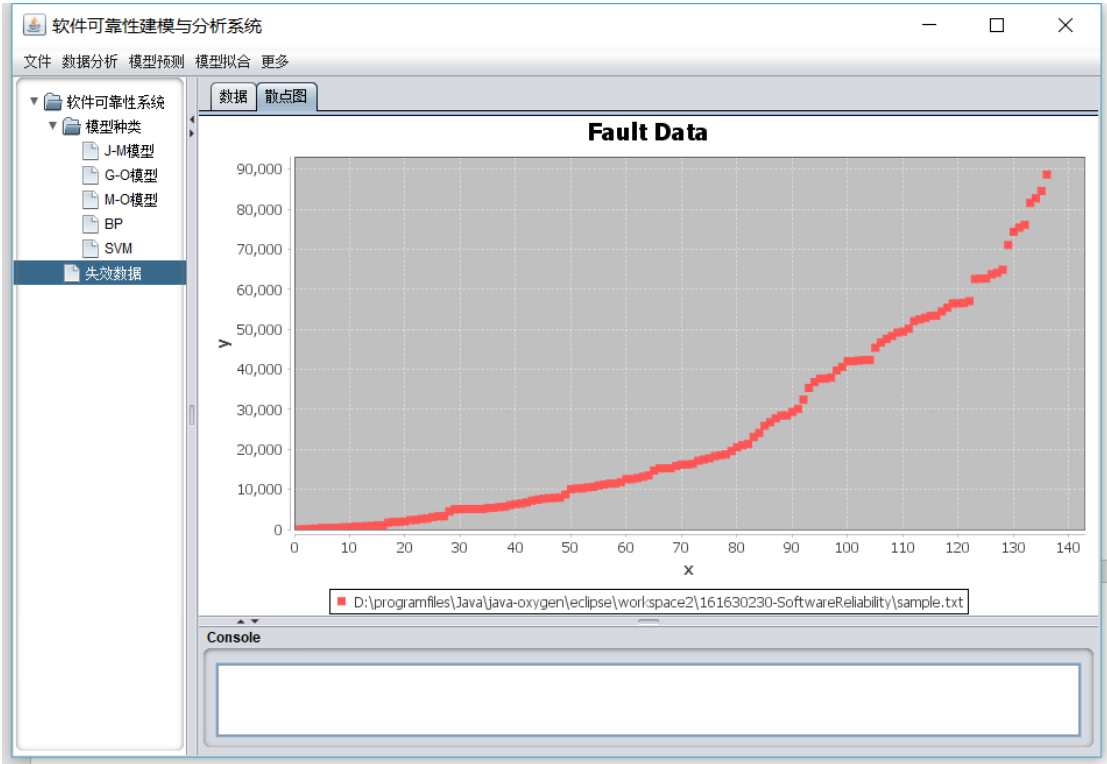 软件可靠性建模与分析系统
文件 数据分析 模型预测 模型拟合 更多
软件可靠性系统
模型种类
J-M模型
G-O模型
M-O模型
BP
SVM
失效数据
数据 散点图
Fault Data
90,000
80,000
70,000
60,000
50,000
40,000
30,000
20,000
10,000
0
y
0 10 20 30 40 50 60 70 80 90 100 110 120 130 140
x
D:\programfiles\Java\java-oxygen\eclipse\workspace2\161630230-SoftwareReliability\sample.txt
Console